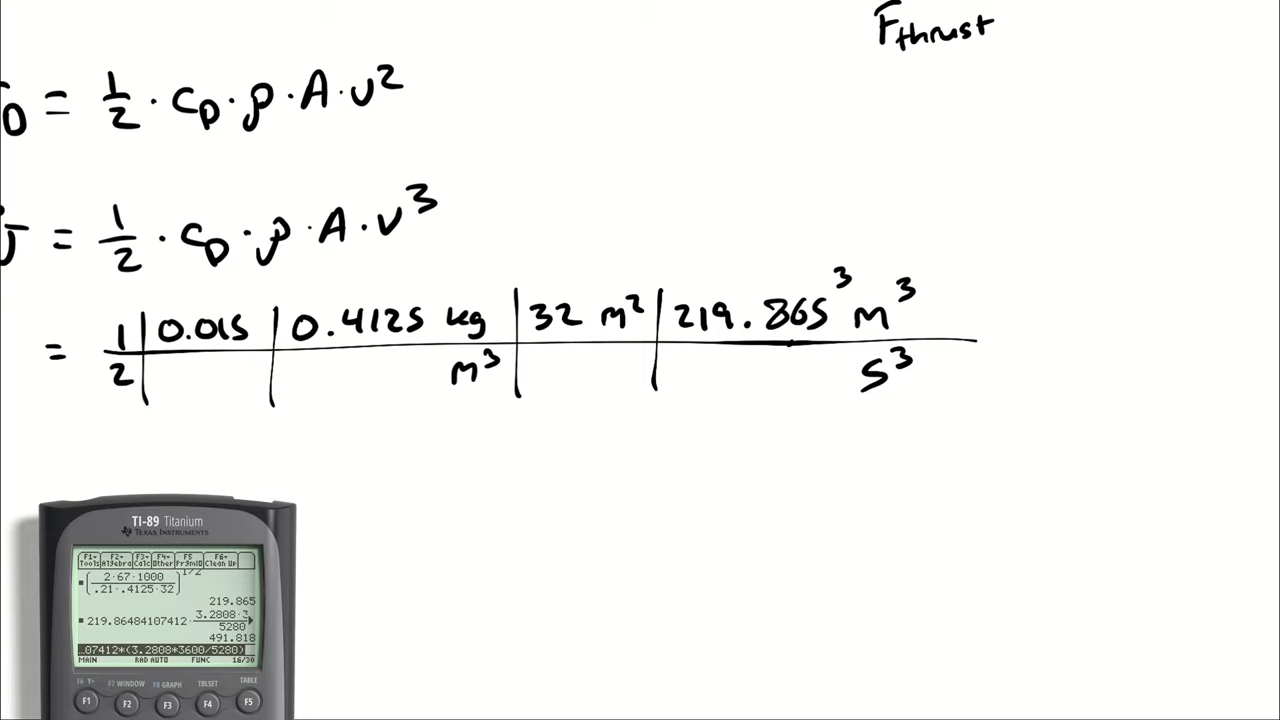 F_thrust
F_D = 1/2 · C_D · ρ · A · v²
= 1/2 · C_D · ρ · A · v³
= 1/2 | 0.015 | 0.4125 kg/m³ | 32 m² | 219.865³ m³/s³
TI-89 Titanium
TEXAS INSTRUMENTS
F1 Tools F2 Algebra F3 Calc F4 Other F5 PrgmIO F6 Clean Up
(2·67·1000/.21·.4125·32)^1/2
219.865
219.86484107412·3.2808·3/5280
491.818
.07412*(3.2808*3600/5280)
MAIN RAD AUTO FUNC 16/30
F6 Y= F7 WINDOW F8 GRAPH TBLSET TABLE
F1 F2 F3 F4 F5